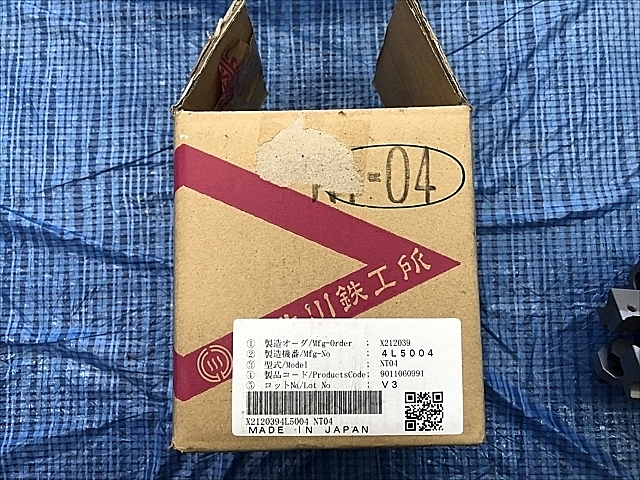 NT-04
川鉄工所
① 製造オーダ/Mfg-Order : X212039
② 製造機番/Mfg-No : 4L5004
③ 型式/Model : NT04
④ 製品コード/ProductsCode: 9011060991
⑤ ロットNo/Lot No : V3
X2120394L5004 NT04
MADE IN JAPAN